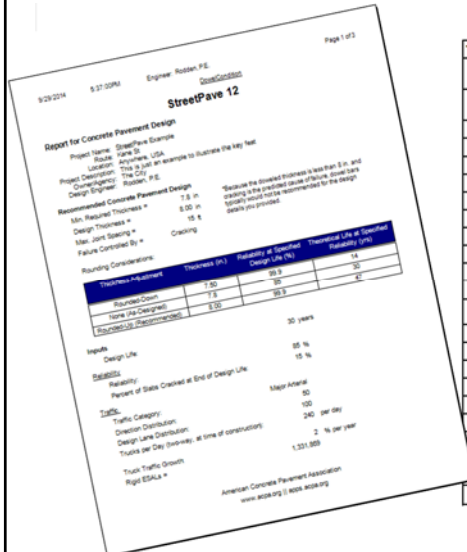 9/29/2014 5:37:00PM Engineer: Rodden, P.E. Page 1 of 3
DowelCondition
StreetPave 12
Report for Concrete Pavement Design
Project Name: StreetPave Example
Route: Kane St.
Location: Anywhere, USA
Project Description: This is just an example to illustrate the key feat
Owner/Agency: The City
Design Engineer: Rodden, P.E.
Recommended Concrete Pavement Design
Min. Required Thickness = 7.8 in
Design Thickness = 8.00 in
Max. Joint Spacing = 15 ft
Failure Controlled By = Cracking
*Because the doweled thickness is less than 8 in. and
cracking is the predicted cause of failure, dowel bars
typically would not be recommended for the design
details you provided.
Rounding Considerations:
Thickness Adjustment Thickness (in.) Reliability at Specified Design Life (%) Theoretical Life at Specified Reliability (yrs)
Rounded-Down 7.50 14
None (As-Designed) 7.8 30
Rounded-Up (Recommended) 8.00 47
Inputs
Design Life: 30 years
Reliability
Reliability: 85 %
Percent of Slabs Cracked at End of Design Life: 15 %
Traffic
Traffic Category: Major Arterial
Direction Distribution: 50
Design Lane Distribution: 100
Trucks per Day (two-way, at time of construction): 240 per day
Truck Traffic Growth 2 % per year
Rigid ESALs = 1,331,869
American Concrete Pavement Association
www.acpa.org || apps.acpa.org